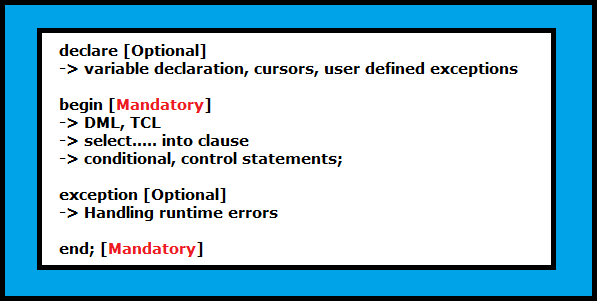 declare [Optional]
-> variable declaration, cursors, user defined exceptions
begin [Mandatory]
-> DML, TCL
-> select..... into clause
-> conditional, control statements;
exception [Optional]
-> Handling runtime errors
end; [Mandatory]